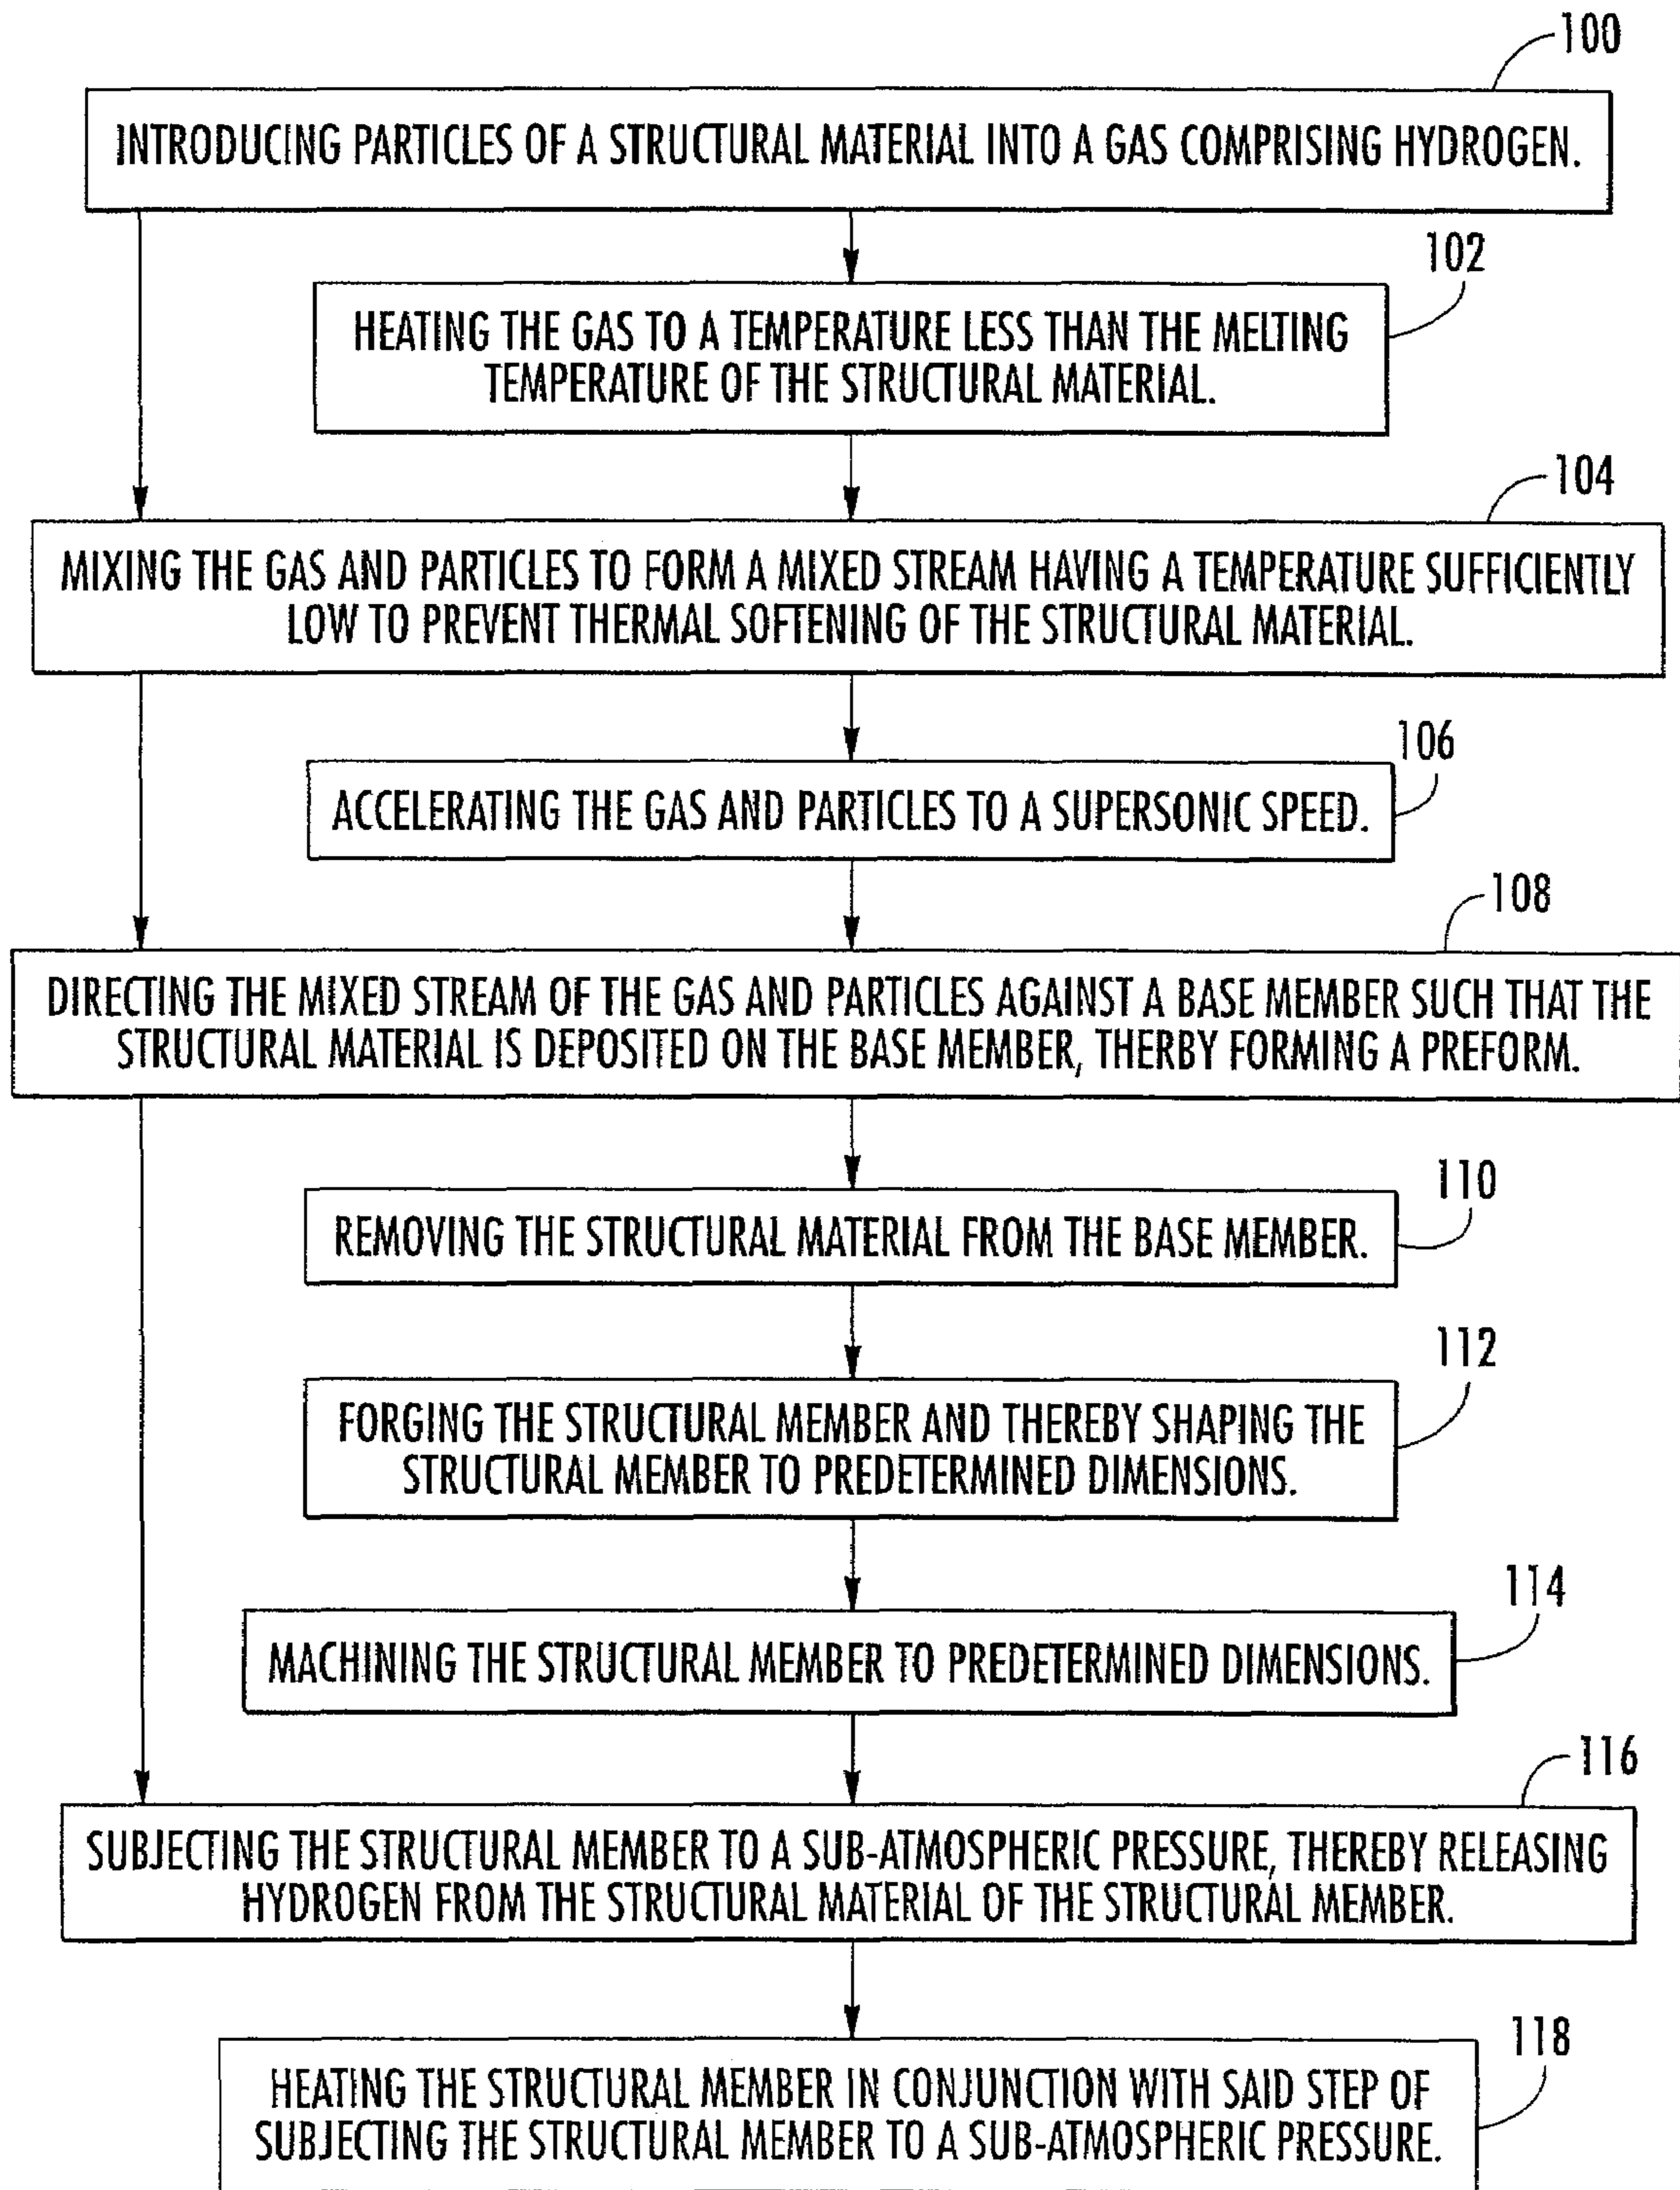 100
INTRODUCING PARTICLES OF A STRUCTURAL MATERIAL INTO A GAS COMPRISING HYDROGEN.
102
HEATING THE GAS TO A TEMPERATURE LESS THAN THE MELTING
TEMPERATURE OF THE STRUCTURAL MATERIAL.
104
MIXING THE GAS AND PARTICLES TO FORM A MIXED STREAM HAVING A TEMPERATURE SUFFICIENTLY
LOW TO PREVENT THERMAL SOFTENING OF THE STRUCTURAL MATERIAL.
106
ACCELERATING THE GAS AND PARTICLES TO A SUPERSONIC SPEED.
108
DIRECTING THE MIXED STREAM OF THE GAS AND PARTICLES AGAINST A BASE MEMBER SUCH THAT THE
STRUCTURAL MATERIAL IS DEPOSITED ON THE BASE MEMBER, THERBY FORMING A PREFORM.
110
REMOVING THE STRUCTURAL MATERIAL FROM THE BASE MEMBER.
112
FORGING THE STRUCTURAL MEMBER AND THEREBY SHAPING THE
STRUCTURAL MEMBER TO PREDETERMINED DIMENSIONS.
114
MACHINING THE STRUCTURAL MEMBER TO PREDETERMINED DIMENSIONS.
116
SUBJECTING THE STRUCTURAL MEMBER TO A SUB-ATMOSPHERIC PRESSURE, THEREBY RELEASING
HYDROGEN FROM THE STRUCTURAL MATERIAL OF THE STRUCTURAL MEMBER.
118
HEATING THE STRUCTURAL MEMBER IN CONJUNCTION WITH SAID STEP OF
SUBJECTING THE STRUCTURAL MEMBER TO A SUB-ATMOSPHERIC PRESSURE.